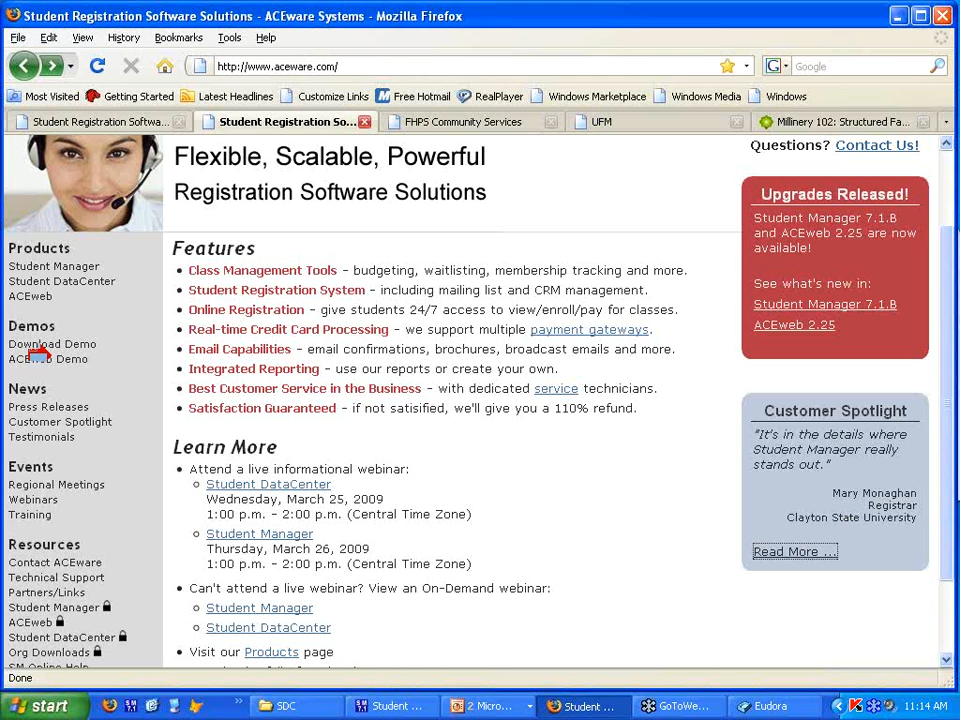 Student Registration Software Solutions - ACEware Systems - Mozilla Firefox
File Edit View History Bookmarks Tools Help
http://www.aceware.com/
Google
Most Visited Getting Started Latest Headlines Customize Links Free Hotmail RealPlayer Windows Marketplace Windows Media Windows
Student Registration Softwa... Student Registration So... FHPS Community Services UFM Millinery 102: Structured Fa...
Flexible, Scalable, Powerful
Registration Software Solutions
Products
Student Manager
Student DataCenter
ACEweb
Demos
Download Demo
ACEweb Demo
News
Press Releases
Customer Spotlight
Testimonials
Events
Regional Meetings
Webinars
Training
Resources
Contact ACEware
Technical Support
Partners/Links
Student Manager
ACEweb
Student DataCenter
Org Downloads
SM Online Help
Features
Class Management Tools - budgeting, waitlisting, membership tracking and more.
Student Registration System - including mailing list and CRM management.
Online Registration - give students 24/7 access to view/enroll/pay for classes.
Real-time Credit Card Processing - we support multiple payment gateways.
Email Capabilities - email confirmations, brochures, broadcast emails and more.
Integrated Reporting - use our reports or create your own.
Best Customer Service in the Business - with dedicated service technicians.
Satisfaction Guaranteed - if not satisified, we'll give you a 110% refund.
Learn More
Attend a live informational webinar:
Student DataCenter
Wednesday, March 25, 2009
1:00 p.m. - 2:00 p.m. (Central Time Zone)
Student Manager
Thursday, March 26, 2009
1:00 p.m. - 2:00 p.m. (Central Time Zone)
Can't attend a live webinar? View an On-Demand webinar:
Student Manager
Student DataCenter
Visit our Products page
Questions? Contact Us!
Upgrades Released!
Student Manager 7.1.B
and ACEweb 2.25 are now
available!
See what's new in:
Student Manager 7.1.B
ACEweb 2.25
Customer Spotlight
"It's in the details where
Student Manager really
stands out."
Mary Monaghan
Registrar
Clayton State University
Read More ...
Done
start SDC Student ... 2 Micro... Student ... GoToWe... Eudora 11:14 AM